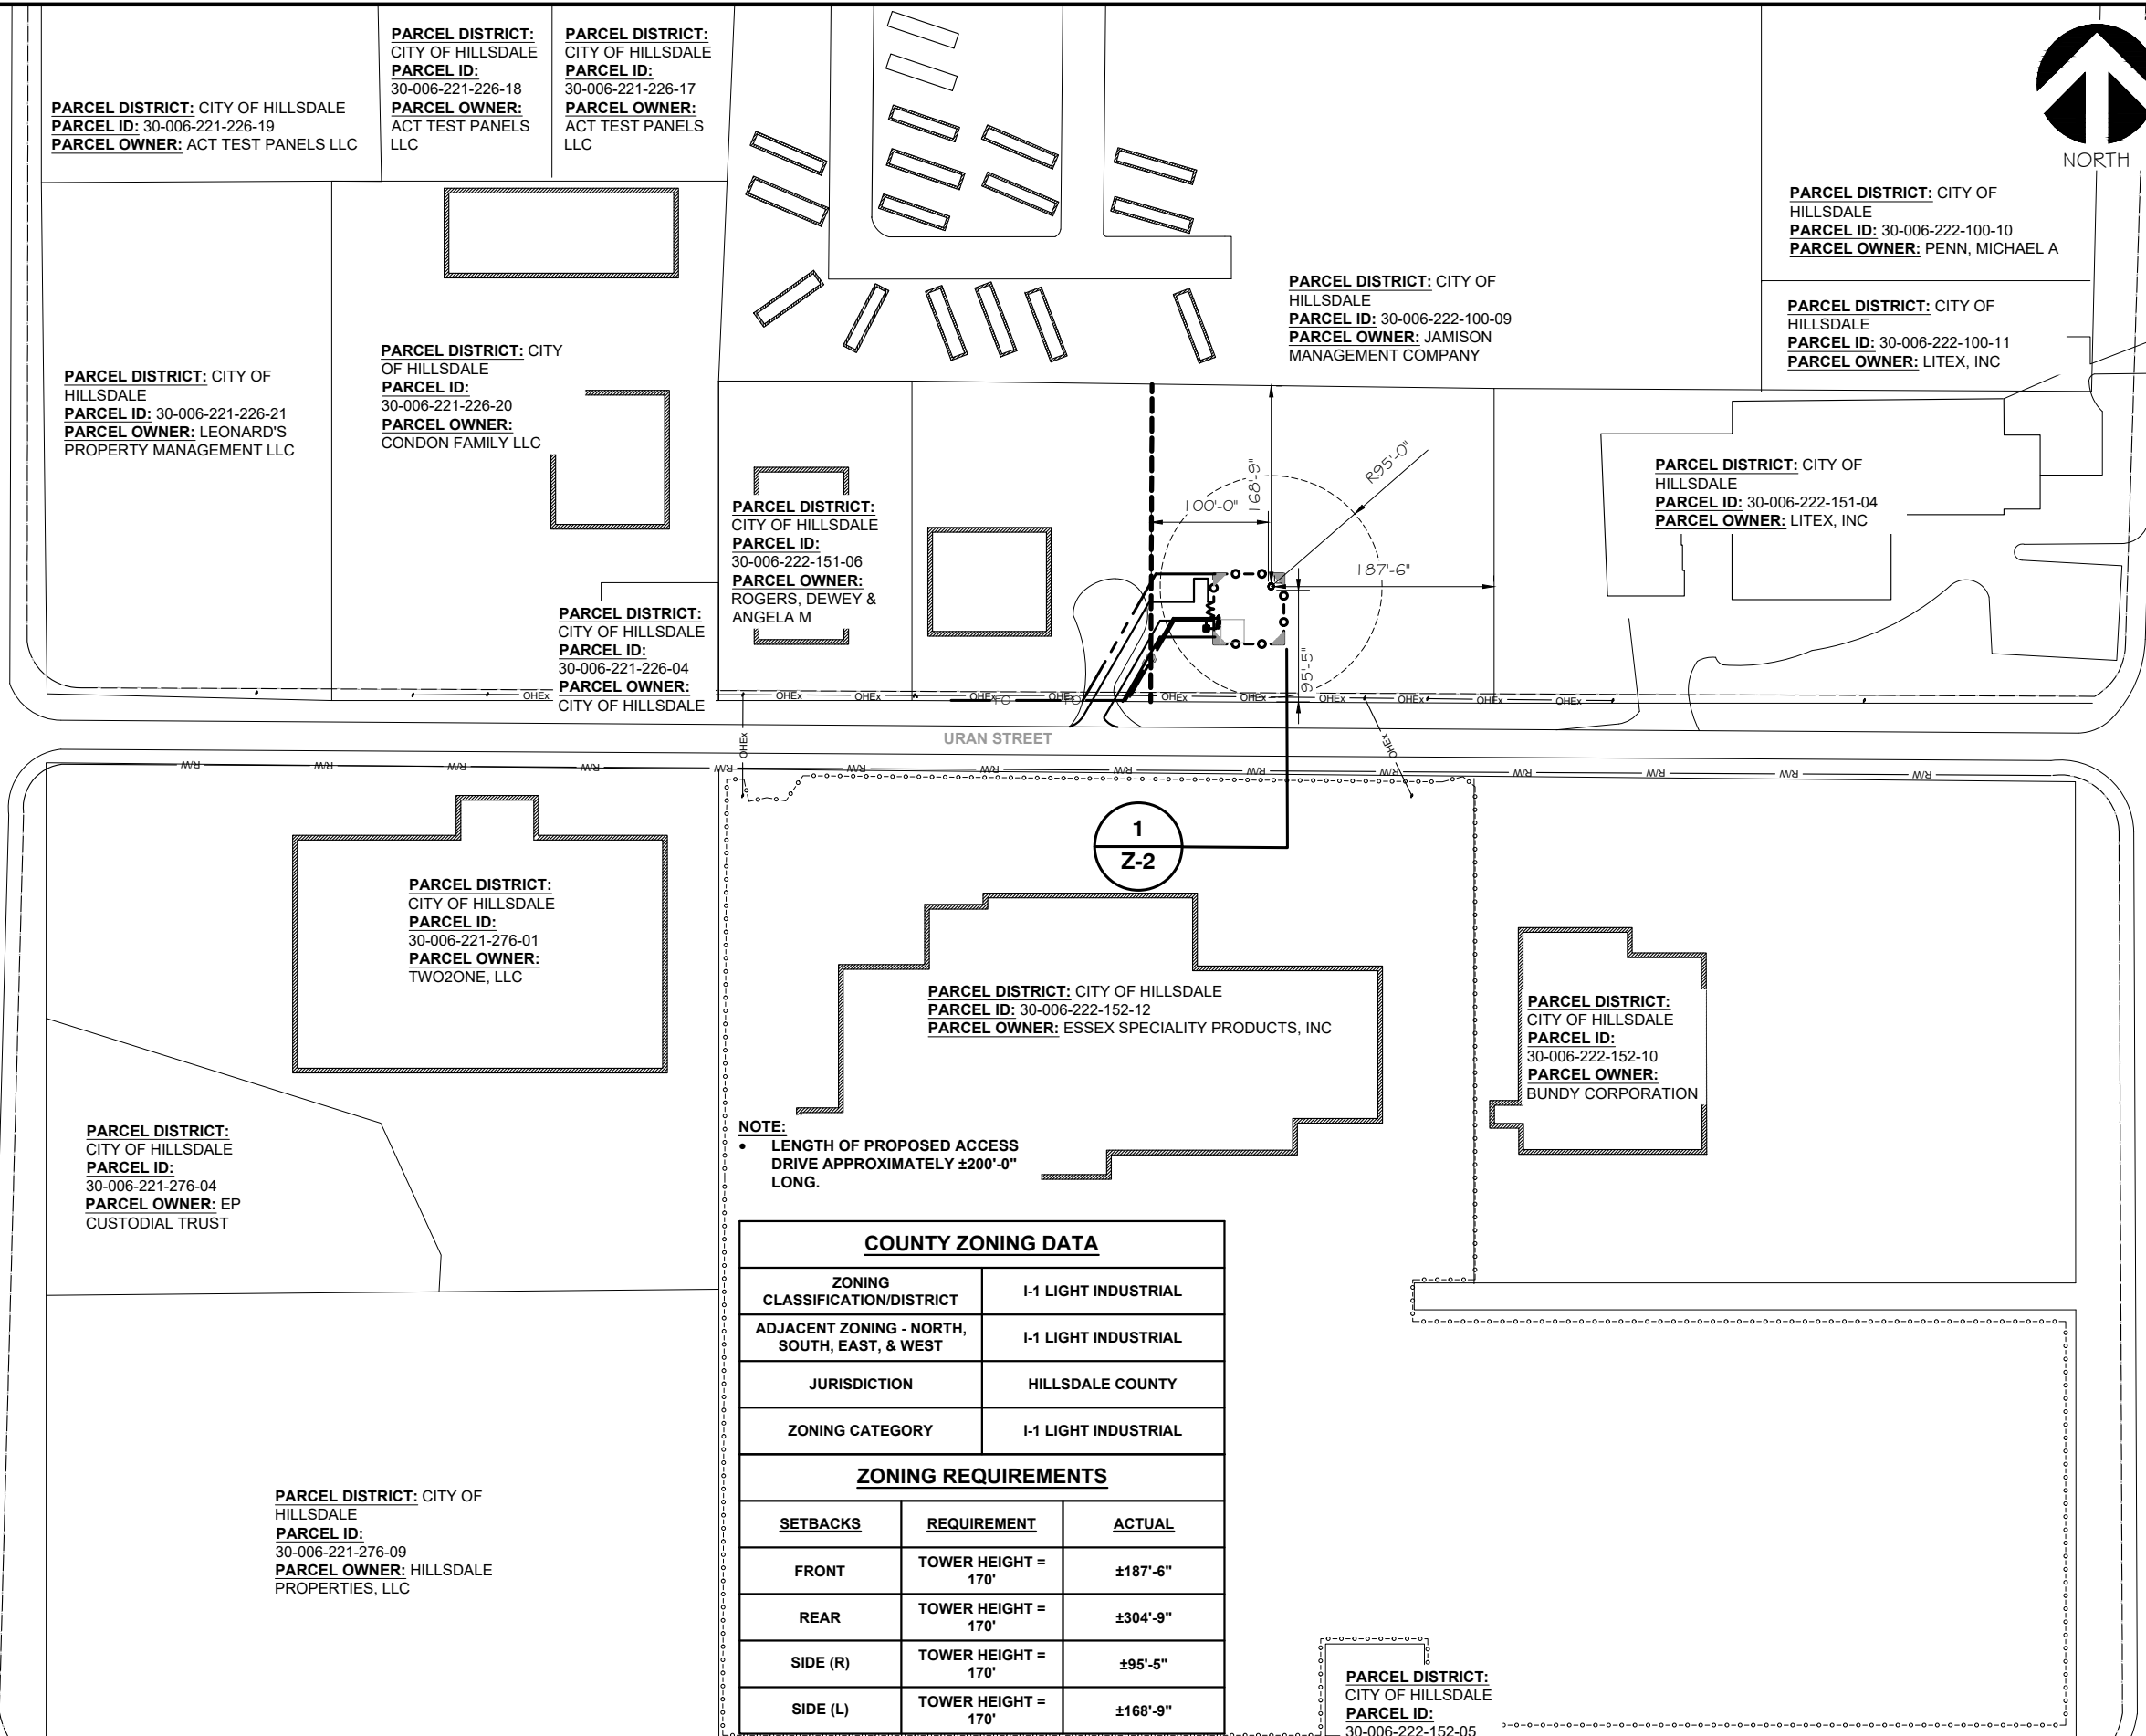 PARCEL DISTRICT: CITY OF HILLSDALE
PARCEL ID: 30-006-221-226-19
PARCEL OWNER: ACT TEST PANELS LLC
PARCEL DISTRICT:
CITY OF HILLSDALE
PARCEL ID:
30-006-221-226-18
PARCEL OWNER:
ACT TEST PANELS
LLC
PARCEL DISTRICT:
CITY OF HILLSDALE
PARCEL ID:
30-006-221-226-17
PARCEL OWNER:
ACT TEST PANELS
LLC
NORTH
PARCEL DISTRICT: CITY OF
HILLSDALE
PARCEL ID: 30-006-222-100-10
PARCEL OWNER: PENN, MICHAEL A
PARCEL DISTRICT: CITY OF
HILLSDALE
PARCEL ID: 30-006-222-100-09
PARCEL OWNER: JAMISON
MANAGEMENT COMPANY
PARCEL DISTRICT: CITY OF
HILLSDALE
PARCEL ID: 30-006-222-100-11
PARCEL OWNER: LITEX, INC
PARCEL DISTRICT: CITY OF
HILLSDALE
PARCEL ID: 30-006-221-226-21
PARCEL OWNER: LEONARD'S
PROPERTY MANAGEMENT LLC
PARCEL DISTRICT: CITY
OF HILLSDALE
PARCEL ID:
30-006-221-226-20
PARCEL OWNER:
CONDON FAMILY LLC
PARCEL DISTRICT:
CITY OF HILLSDALE
PARCEL ID:
30-006-222-151-06
PARCEL OWNER:
ROGERS, DEWEY &
ANGELA M
100'-0"
168'-9"
R95'-0"
187'-6"
95'-5"
PARCEL DISTRICT: CITY OF
HILLSDALE
PARCEL ID: 30-006-222-151-04
PARCEL OWNER: LITEX, INC
PARCEL DISTRICT:
CITY OF HILLSDALE
PARCEL ID:
30-006-221-226-04
PARCEL OWNER:
CITY OF HILLSDALE
OHEx
OHEx
OHEx
OHEx
OHEx
OHEx
OHEx
OHEx
OHEx
OHEx
OHEx
URAN STREET
OHEx
OHEx
R/W
R/W
R/W
R/W
R/W
R/W
R/W
R/W
R/W
R/W
R/W
R/W
R/W
R/W
1
Z-2
PARCEL DISTRICT:
CITY OF HILLSDALE
PARCEL ID:
30-006-221-276-01
PARCEL OWNER:
TWO2ONE, LLC
PARCEL DISTRICT: CITY OF HILLSDALE
PARCEL ID: 30-006-222-152-12
PARCEL OWNER: ESSEX SPECIALITY PRODUCTS, INC
PARCEL DISTRICT:
CITY OF HILLSDALE
PARCEL ID:
30-006-222-152-10
PARCEL OWNER:
BUNDY CORPORATION
PARCEL DISTRICT:
CITY OF HILLSDALE
PARCEL ID:
30-006-221-276-04
PARCEL OWNER: EP
CUSTODIAL TRUST
NOTE:
• LENGTH OF PROPOSED ACCESS
DRIVE APPROXIMATELY ±200'-0"
LONG.
COUNTY ZONING DATA
ZONING
CLASSIFICATION/DISTRICT
I-1 LIGHT INDUSTRIAL
ADJACENT ZONING - NORTH,
SOUTH, EAST, & WEST
I-1 LIGHT INDUSTRIAL
JURISDICTION
HILLSDALE COUNTY
ZONING CATEGORY
I-1 LIGHT INDUSTRIAL
ZONING REQUIREMENTS
SETBACKS
REQUIREMENT
ACTUAL
FRONT
TOWER HEIGHT =
170'
±187'-6"
REAR
TOWER HEIGHT =
170'
±304'-9"
SIDE (R)
TOWER HEIGHT =
170'
±95'-5"
SIDE (L)
TOWER HEIGHT =
170'
±168'-9"
PARCEL DISTRICT: CITY OF
HILLSDALE
PARCEL ID:
30-006-221-276-09
PARCEL OWNER: HILLSDALE
PROPERTIES, LLC
PARCEL DISTRICT:
CITY OF HILLSDALE
PARCEL ID:
30-006-222-152-05